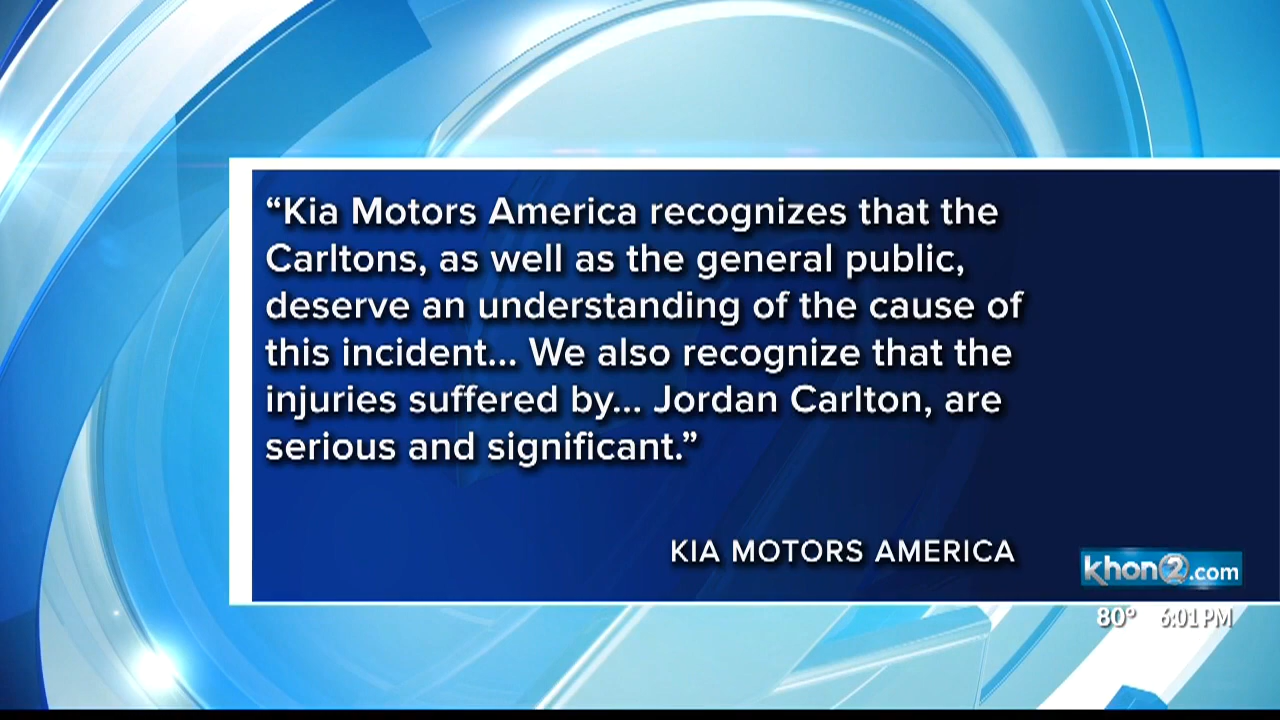 “Kia Motors America recognizes that the
Carltons, as well as the general public,
deserve an understanding of the cause of
this incident... We also recognize that the
injuries suffered by... Jordan Carlton, are
serious and significant.”
KIA MOTORS AMERICA
khon2.com
80° 6:01 PM